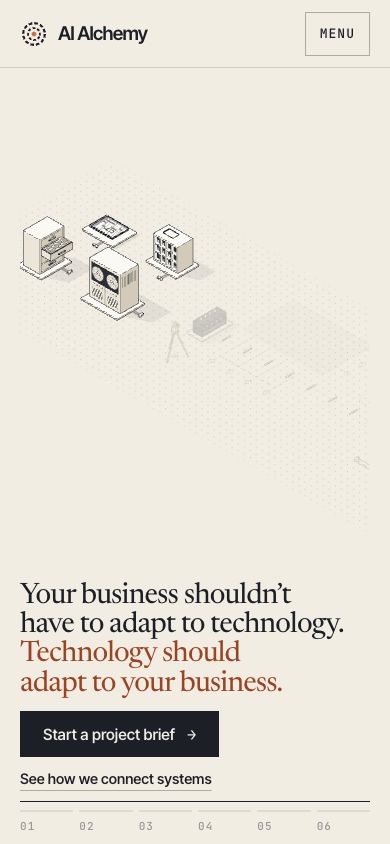 AI Alchemy
MENU
Your business shouldn’t
have to adapt to technology.
Technology should
adapt to your business.
Start a project brief →
See how we connect systems
01 02 03 04 05 06